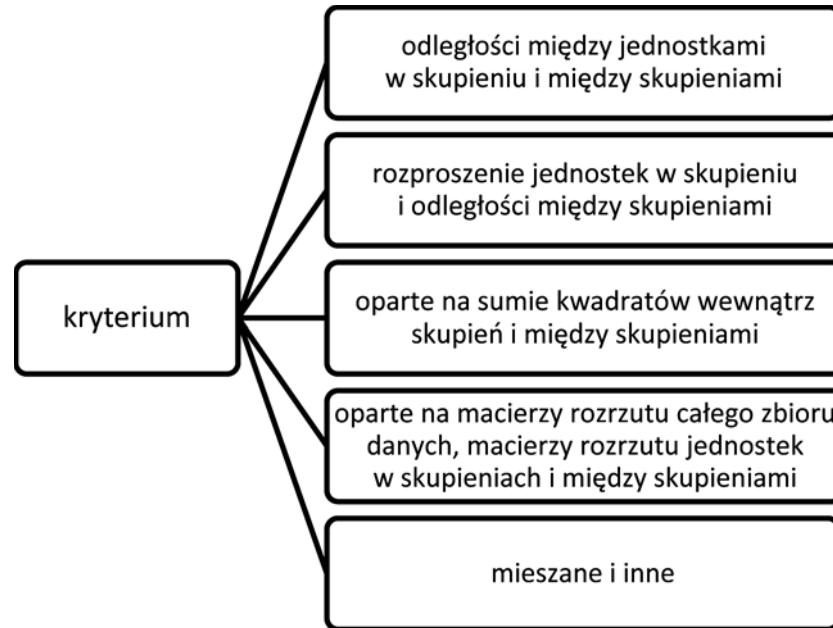 odległości między jednostkami
w skupieniu i między skupieniami
rozproszenie jednostek w skupieniu
i odległości między skupieniami
kryterium
oparte na sumie kwadratów wewnątrz
skupień i między skupieniami
oparte na macierzy rozrzutu całego zbioru
danych, macierzy rozrzutu jednostek
w skupieniach i między skupieniami
mieszane i inne